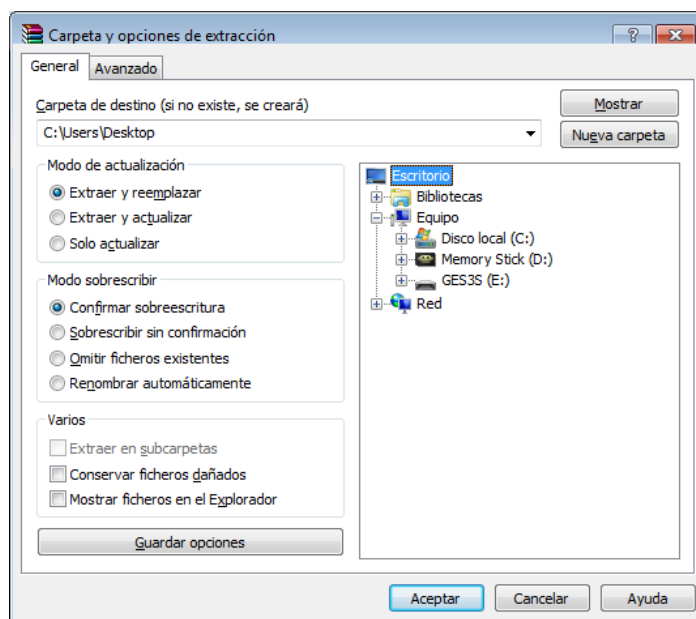 Carpeta y opciones de extracción
General
Avanzado
Carpeta de destino (si no existe, se creará)
Mostrar
C:\Users\Desktop
Nueva carpeta
Modo de actualización
Extraer y reemplazar
Extraer y actualizar
Solo actualizar
Modo sobrescribir
Confirmar sobreescritura
Sobrescribir sin confirmación
Omitir ficheros existentes
Renombrar automáticamente
Varios
Extraer en subcarpetas
Conservar ficheros dañados
Mostrar ficheros en el Explorador
Guardar opciones
Escritorio
Bibliotecas
Equipo
Disco local (C:)
Memory Stick (D:)
GES3S (E:)
Red
Aceptar
Cancelar
Ayuda